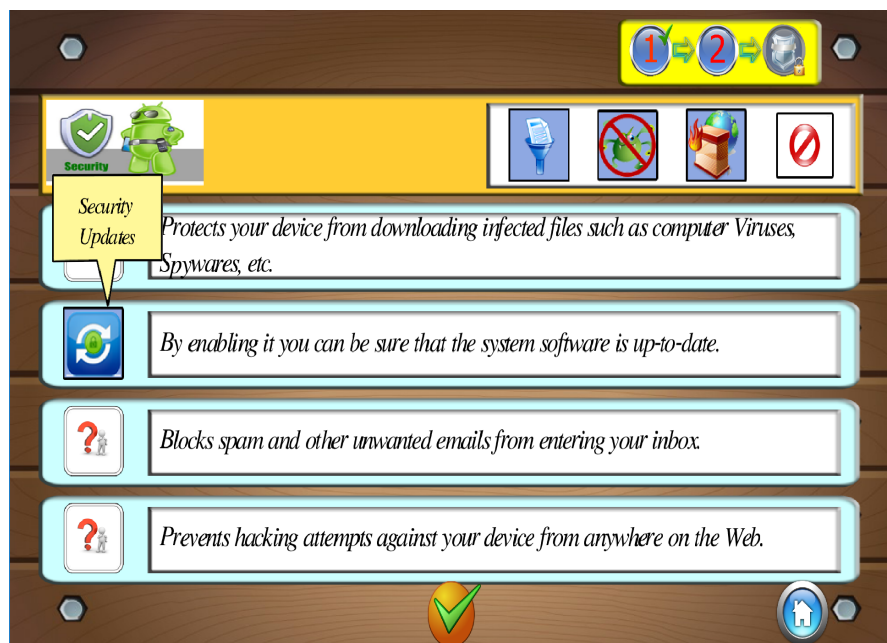 1
2
Security
Security
Updates
Protects your device from downloading infected files such as computer Viruses,
Spywares, etc.
By enabling it you can be sure that the system software is up-to-date.
Blocks spam and other unwanted emails from entering your inbox.
Prevents hacking attempts against your device from anywhere on the Web.